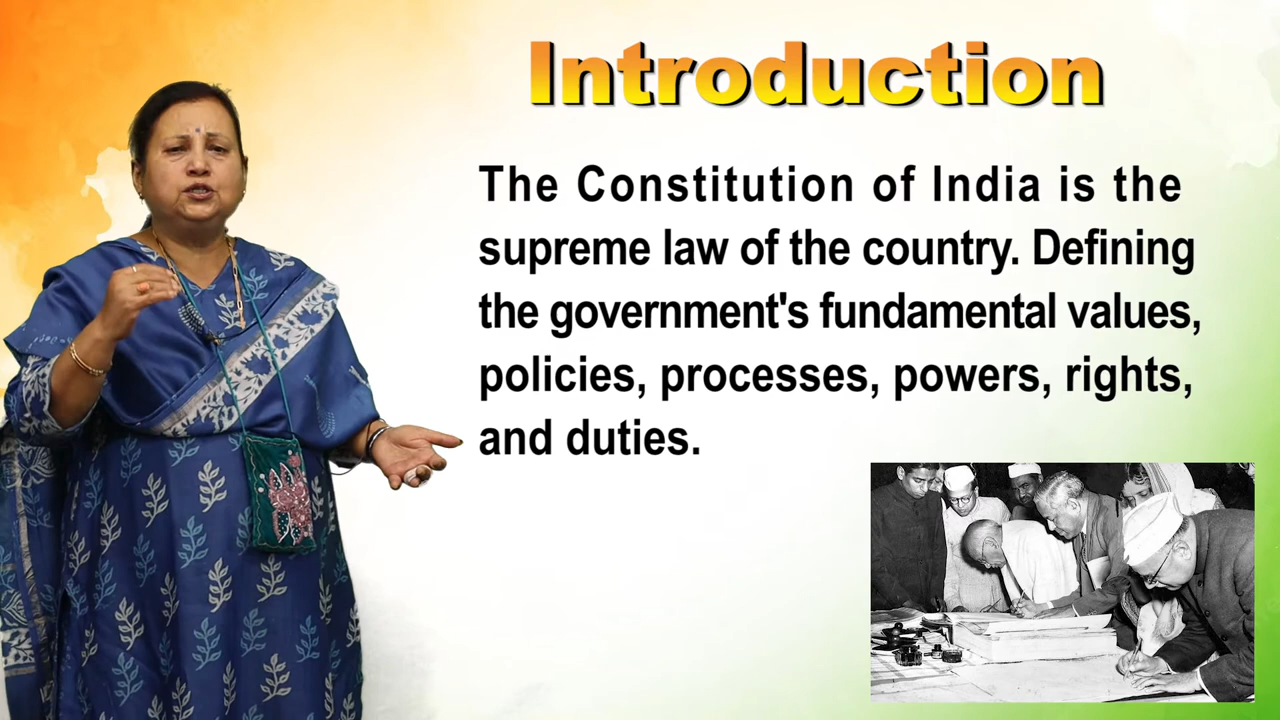 Introduction
The Constitution of India is the
supreme law of the country. Defining
the government's fundamental values,
policies, processes, powers, rights,
and duties.